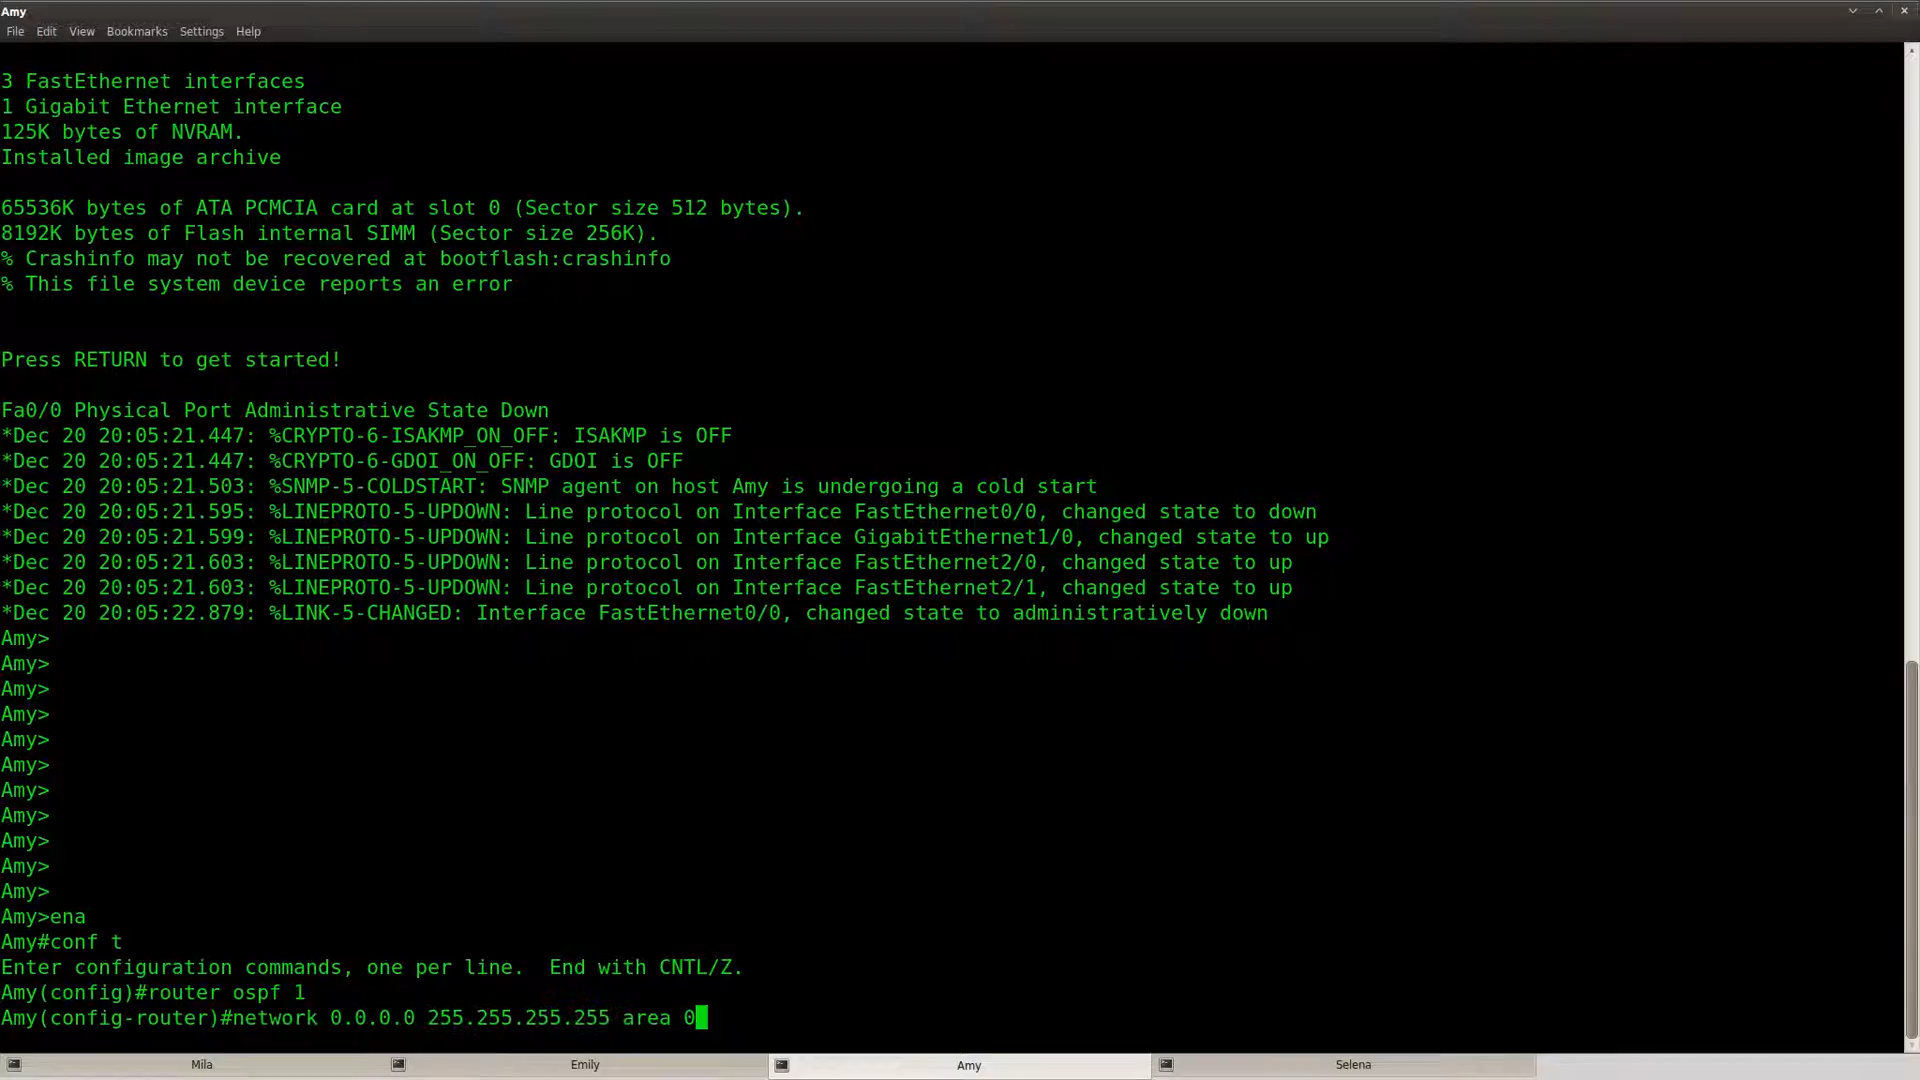 Amy
File Edit View Bookmarks Settings Help
3 FastEthernet interfaces
1 Gigabit Ethernet interface
125K bytes of NVRAM.
Installed image archive
65536K bytes of ATA PCMCIA card at slot 0 (Sector size 512 bytes).
8192K bytes of Flash internal SIMM (Sector size 256K).
% Crashinfo may not be recovered at bootflash:crashinfo
% This file system device reports an error
Press RETURN to get started!
Fa0/0 Physical Port Administrative State Down
*Dec 20 20:05:21.447: %CRYPTO-6-ISAKMP_ON_OFF: ISAKMP is OFF
*Dec 20 20:05:21.447: %CRYPTO-6-GDOI_ON_OFF: GDOI is OFF
*Dec 20 20:05:21.503: %SNMP-5-COLDSTART: SNMP agent on host Amy is undergoing a cold start
*Dec 20 20:05:21.595: %LINEPROTO-5-UPDOWN: Line protocol on Interface FastEthernet0/0, changed state to down
*Dec 20 20:05:21.599: %LINEPROTO-5-UPDOWN: Line protocol on Interface GigabitEthernet1/0, changed state to up
*Dec 20 20:05:21.603: %LINEPROTO-5-UPDOWN: Line protocol on Interface FastEthernet2/0, changed state to up
*Dec 20 20:05:21.603: %LINEPROTO-5-UPDOWN: Line protocol on Interface FastEthernet2/1, changed state to up
*Dec 20 20:05:22.879: %LINK-5-CHANGED: Interface FastEthernet0/0, changed state to administratively down
Amy>
Amy>
Amy>
Amy>
Amy>
Amy>
Amy>
Amy>
Amy>
Amy>
Amy>
Amy>ena
Amy#conf t
Enter configuration commands, one per line.  End with CNTL/Z.
Amy(config)#router ospf 1
Amy(config-router)#network 0.0.0.0 255.255.255.255 area 0
Mila Emily Amy Selena